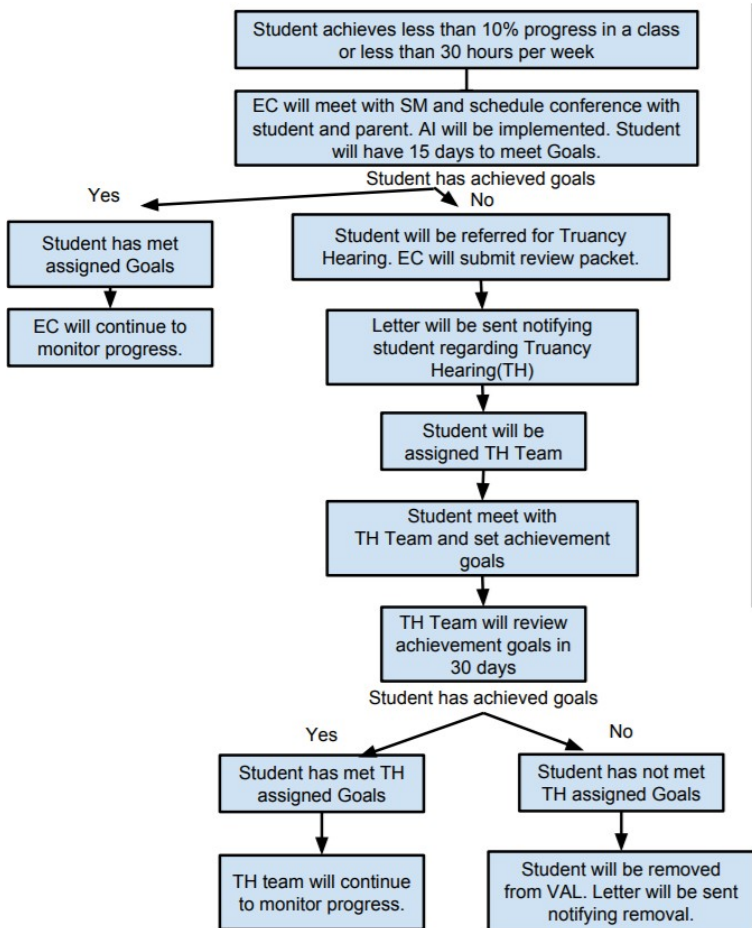 Student achieves less than 10% progress in a class
or less than 30 hours per week
EC will meet with SM and schedule conference with
student and parent. AI will be implemented. Student
will have 15 days to meet Goals.
Student has achieved goals
Yes
No
Student has met
assigned Goals
EC will continue to
monitor progress.
Student will be referred for Truancy
Hearing. EC will submit review packet.
Letter will be sent notifying
student regarding Truancy
Hearing(TH)
Student will be
assigned TH Team
Student meet with
TH Team and set achievement
goals
TH Team will review
achievement goals in
30 days
Student has achieved goals
Yes
No
Student has met TH
assigned Goals
TH team will continue
to monitor progress.
Student has not met
TH assigned Goals
Student will be removed
from VAL. Letter will be sent
notifying removal.